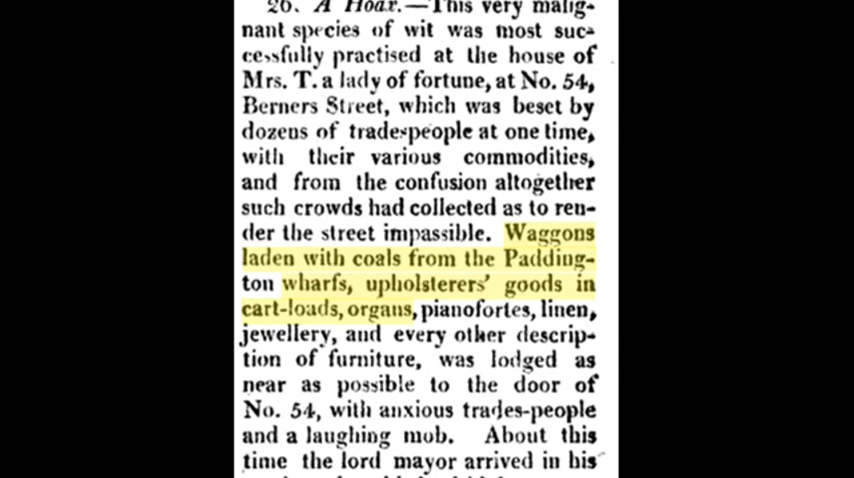 26. A Hoax.—This very malig-
nant species of wit was most suc-
cessfully practised at the house of
Mrs. T. a lady of fortune, at No. 54,
Berners Street, which was beset by
dozens of tradespeople at one time,
with their various commodities,
and from the confusion altogether
such crowds had collected as to ren-
der the street impassible. Waggons
laden with coals from the Padding-
ton wharfs, upholsterers' goods in
cart-loads, organs, pianofortes, linen,
jewellery, and every other descrip-
tion of furniture, was lodged as
near as possible to the door of
No. 54, with anxious trades-people
and a laughing mob. About this
time the lord mayor arrived in his